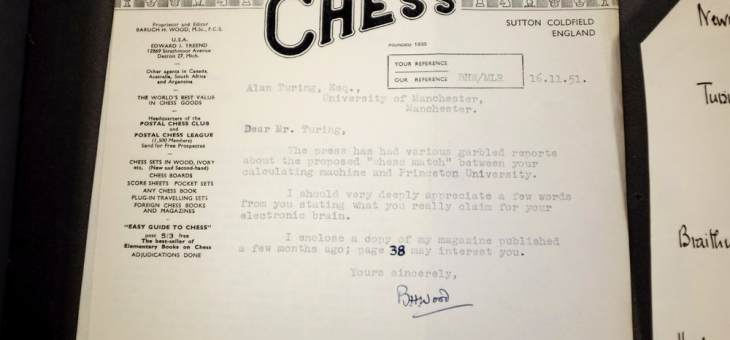 CHESS
SUTTON COLDFIELD
ENGLAND
FOUNDED 1935
Proprietor and Editor
BARUCH H. WOOD, M.Sc., F.C.S.
U.S.A.
EDWARD I. TREEND
12869 Strathmoor Avenue
Detroit 27, Mich.
Other agents in Canada,
Australia, South Africa
and Argentina
THE WORLD'S BEST VALUE
IN CHESS GOODS
Headquarters of the
POSTAL CHESS CLUB
and
POSTAL CHESS LEAGUE
(1,500 Members)
Send for Free Prospectus
CHESS SETS IN WOOD, IVORY
etc. (New and Second-hand)
CHESS BOARDS
SCORE SHEETS POCKET SETS
ANY CHESS BOOK
PLUG-IN TRAVELLING SETS
FOREIGN CHESS BOOKS
AND MAGAZINES
"EASY GUIDE TO CHESS"
post 5/3 free
The best-seller of
Elementary Books on Chess
ADJUDICATIONS DONE
YOUR REFERENCE
OUR REFERENCE BHW/MLR 16.11.51.
Alan Turing, Esq.,
University of Manchester,
Manchester.
Dear Mr. Turing,
The press has had various garbled reports
about the proposed "chess match" between your
calculating machine and Princeton University.
I should very deeply appreciate a few words
from you stating what you really claim for your
electronic brain.
I enclose a copy of my magazine published
a few months ago; page 38 may interest you.
Yours sincerely,
BHWood